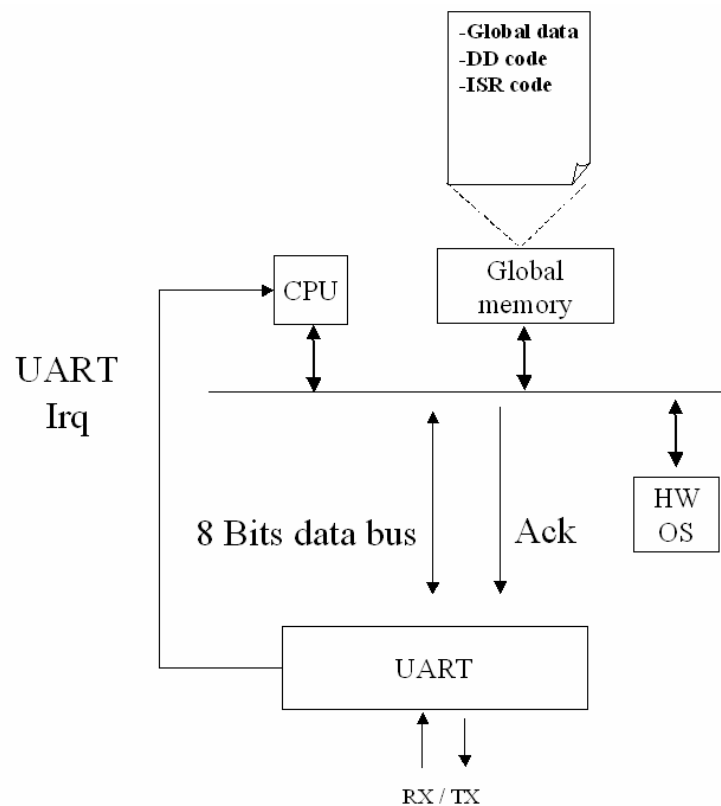 -Global data
-DD code
-ISR code
CPU
Global
memory
UART
Irq
8 Bits data bus
Ack
HW
OS
UART
RX / TX